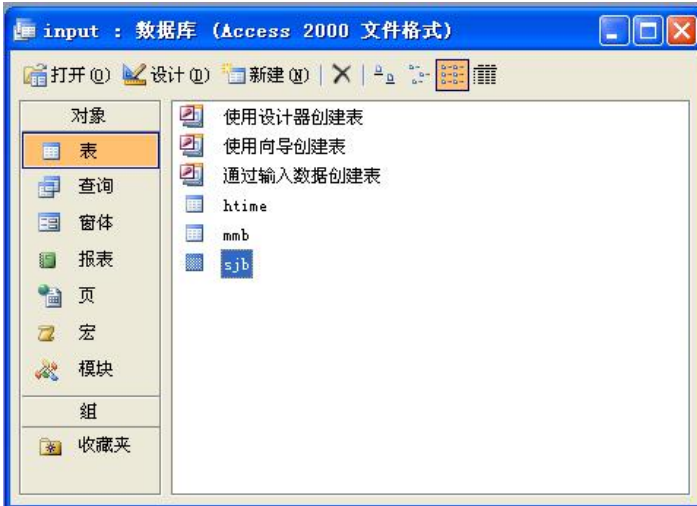 input : 数据库 (Access 2000 文件格式)
打开(O) 设计(D) 新建(N)
对象
表
查询
窗体
报表
页
宏
模块
组
收藏夹
使用设计器创建表
使用向导创建表
通过输入数据创建表
htime
mmb
sjb